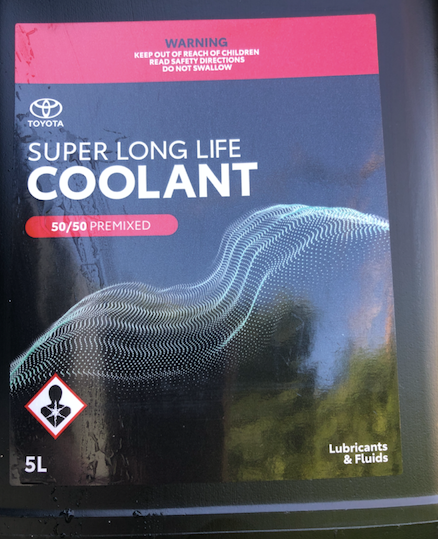 WARNING
KEEP OUT OF REACH OF CHILDREN
READ SAFETY DIRECTIONS
DO NOT SWALLOW
TOYOTA
SUPER LONG LIFE
COOLANT
50/50 PREMIXED
5L
Lubricants
& Fluids